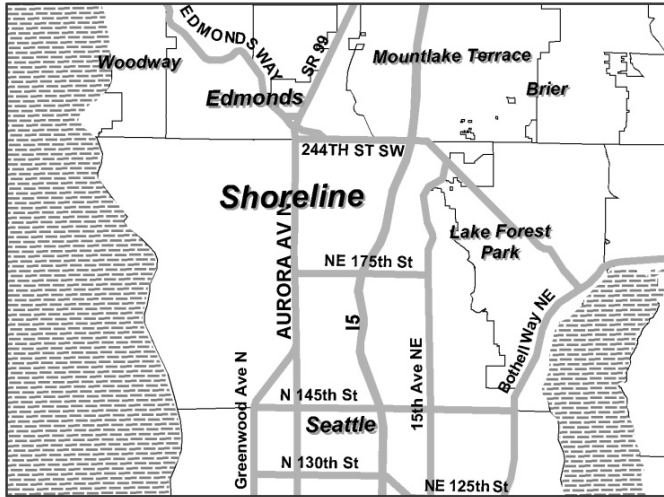 EDMONDS WAY
SR 99
Woodway
Mountlake Terrace
Edmonds
Brier
244TH ST SW
Shoreline
AURORA AV N
Lake Forest
Park
NE 175th St
I5
15th Ave NE
Bothell Way NE
Greenwood Ave N
N 145th St
Seattle
N 130th St
NE 125th St